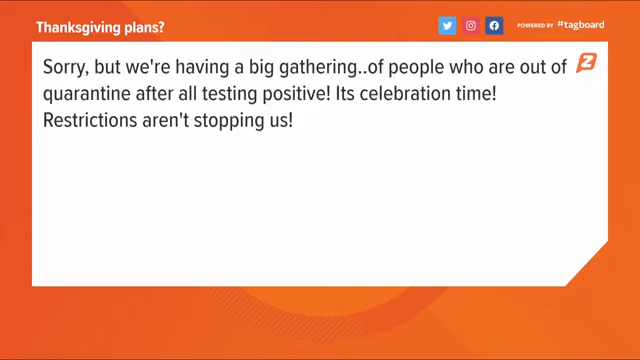 Thanksgiving plans?
POWERED BY #tagboard
Sorry, but we're having a big gathering..of people who are out of
quarantine after all testing positive! Its celebration time!
Restrictions aren't stopping us!